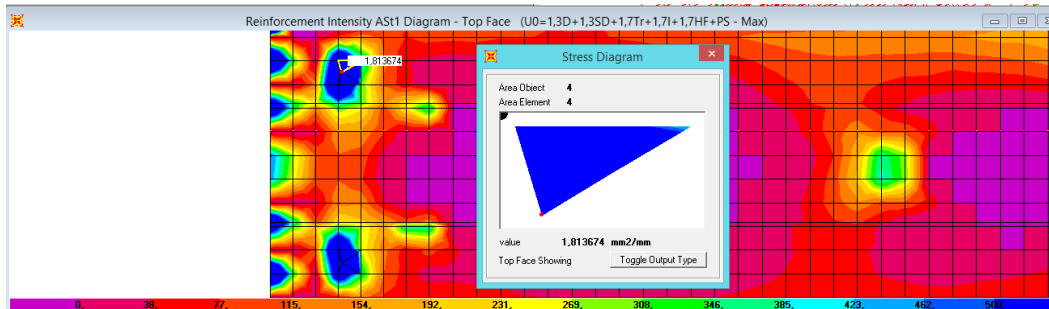 Reinforcement Intensity ASt1 Diagram - Top Face (U0=1,3D+1,3SD+1,7Tr+1,7I+1,7HF+PS - Max)
1,813674
Stress Diagram
Area Object 4
Area Element 4
value 1,813674 mm2/mm
Top Face Showing Toggle Output Type
0, 38, 77, 115, 154, 192, 231, 269, 308, 346, 385, 423, 462, 500,